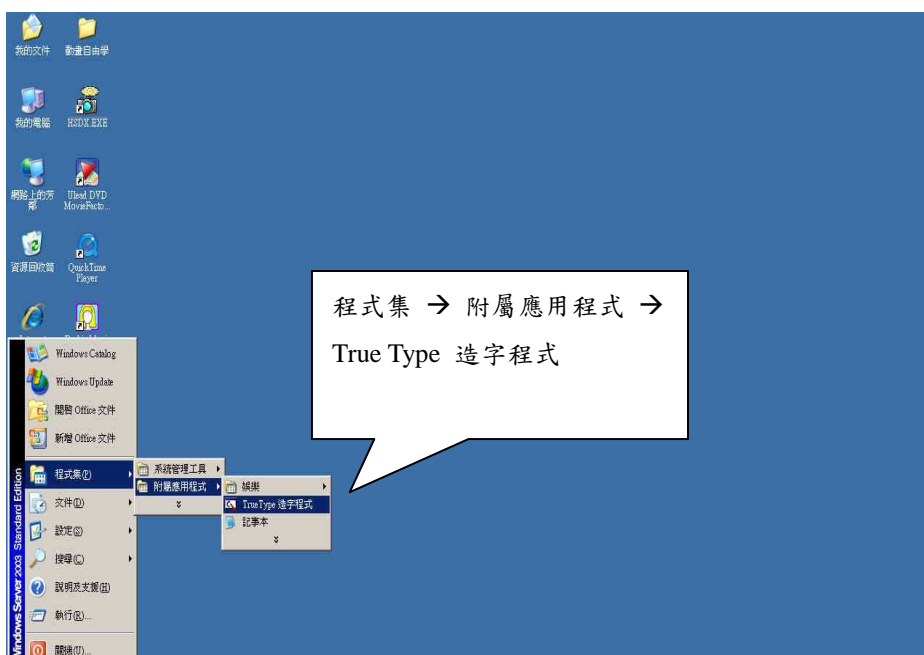 我的文件
動畫自由學
我的電腦
HSDX.EXE
網路上的芳
鄰
Ulead DVD
MovieFacto...
資源回收筒
QuickTime
Player
程式集 → 附屬應用程式 →
True Type 造字程式
Windows Catalog
Windows Update
開啟 Office 文件
新增 Office 文件
程式集(P)
文件(D)
設定(S)
搜尋(C)
說明及支援(H)
執行(R)...
關機(U)...
系統管理工具
附屬應用程式
娛樂
TrueType 造字程式
記事本
Windows Server 2003 Standard Edition